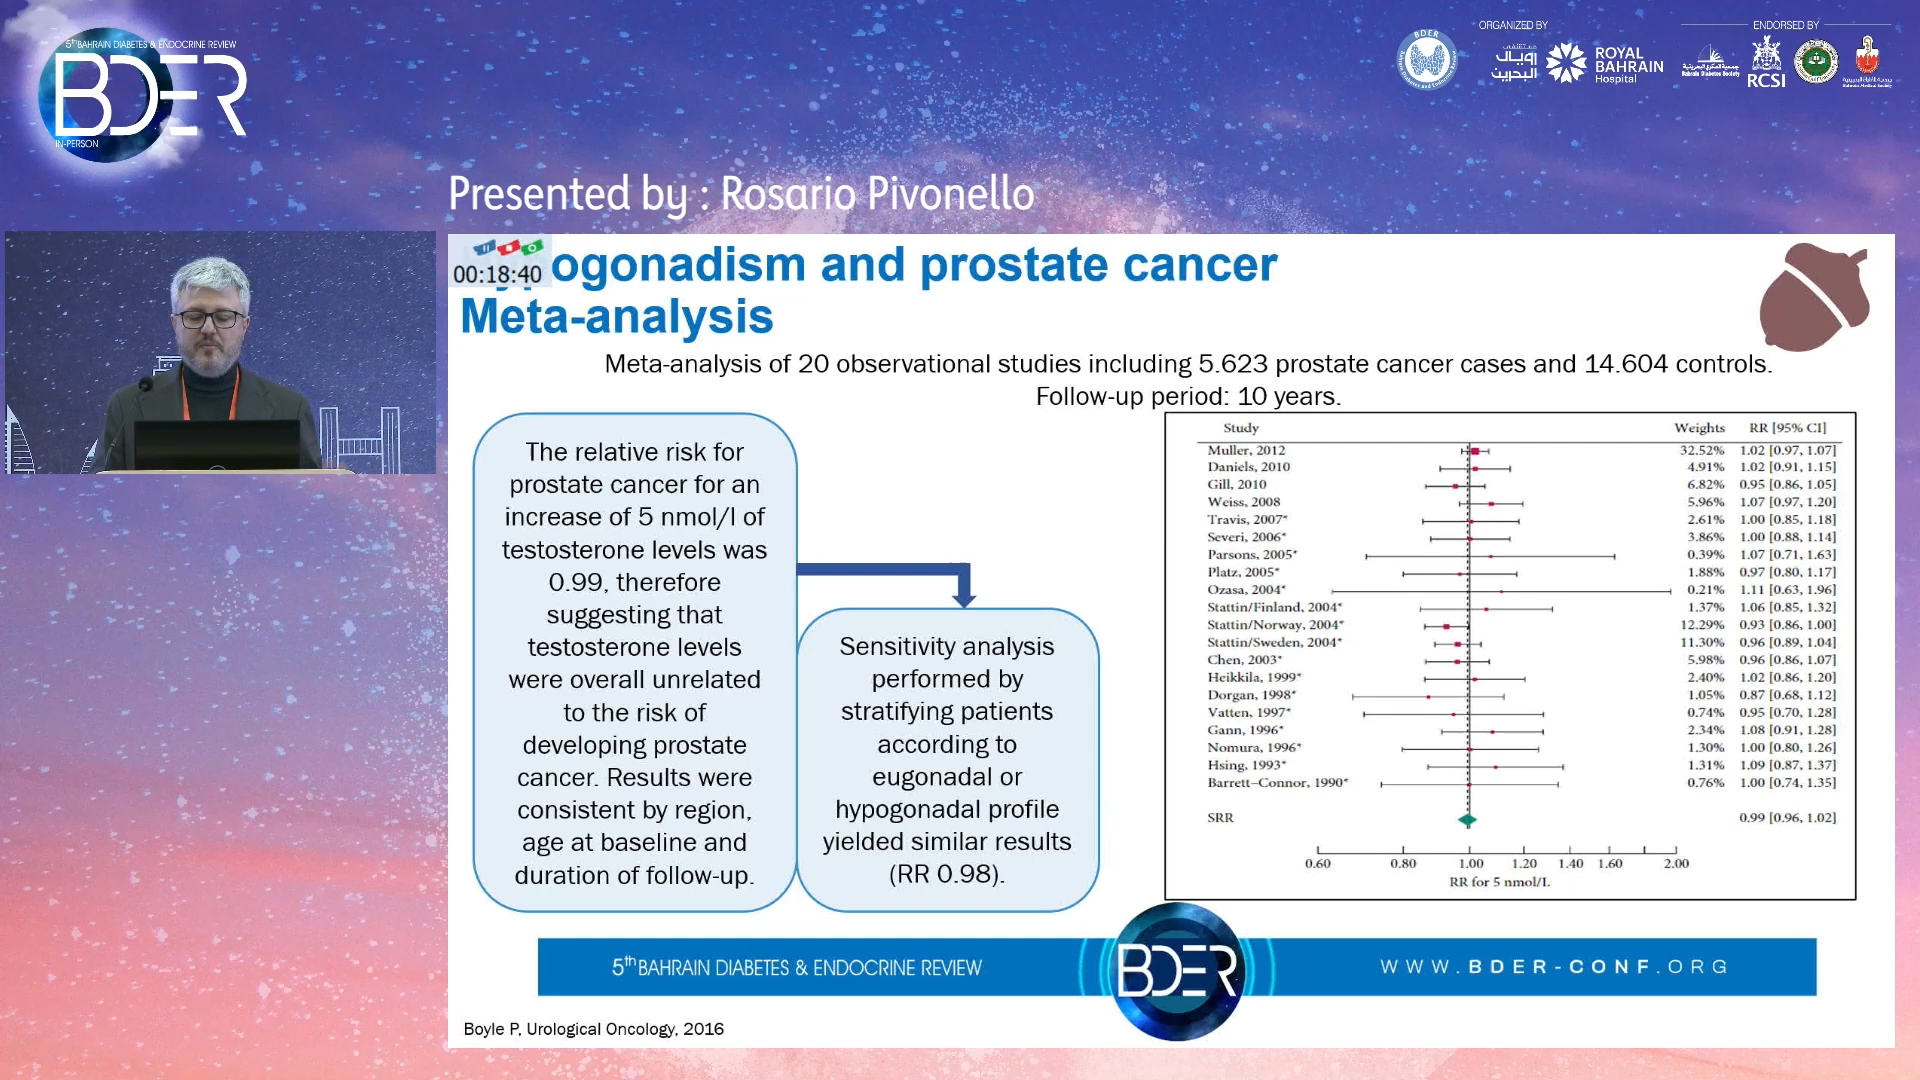 5th BAHRAIN DIABETES & ENDOCRINE REVIEW
BDER
IN-PERSON
ORGANIZED BY
BDER
مستشفى
رويال
البحرين
ROYAL
BAHRAIN
Hospital
ENDORSED BY
Bahrain Diabetes Society
RCSI
Bahrain Medical Society
Presented by : Rosario Pivonello
00:18:40
ogonadism and prostate cancer
Meta-analysis
Meta-analysis of 20 observational studies including 5.623 prostate cancer cases and 14.604 controls.
Follow-up period: 10 years.
The relative risk for
prostate cancer for an
increase of 5 nmol/l of
testosterone levels was
0.99, therefore
suggesting that
testosterone levels
were overall unrelated
to the risk of
developing prostate
cancer. Results were
consistent by region,
age at baseline and
duration of follow-up.
Sensitivity analysis
performed by
stratifying patients
according to
eugonadal or
hypogonadal profile
yielded similar results
(RR 0.98).
Study Weights RR [95% CI]
Muller, 2012 32.52% 1.02 [0.97, 1.07]
Daniels, 2010 4.91% 1.02 [0.91, 1.15]
Gill, 2010 6.82% 0.95 [0.86, 1.05]
Weiss, 2008 5.96% 1.07 [0.97, 1.20]
Travis, 2007* 2.61% 1.00 [0.85, 1.18]
Severi, 2006* 3.86% 1.00 [0.88, 1.14]
Parsons, 2005* 0.39% 1.07 [0.71, 1.63]
Platz, 2005* 1.88% 0.97 [0.80, 1.17]
Ozasa, 2004* 0.21% 1.11 [0.63, 1.96]
Stattin/Finland, 2004* 1.37% 1.06 [0.85, 1.32]
Stattin/Norway, 2004* 12.29% 0.93 [0.86, 1.00]
Stattin/Sweden, 2004* 11.30% 0.96 [0.89, 1.04]
Chen, 2003* 5.98% 0.96 [0.86, 1.07]
Heikkila, 1999* 2.40% 1.02 [0.86, 1.20]
Dorgan, 1998* 1.05% 0.87 [0.68, 1.12]
Vatten, 1997* 0.74% 0.95 [0.70, 1.28]
Gann, 1996* 2.34% 1.08 [0.91, 1.28]
Nomura, 1996* 1.30% 1.00 [0.80, 1.26]
Hsing, 1993* 1.31% 1.09 [0.87, 1.37]
Barrett–Connor, 1990* 0.76% 1.00 [0.74, 1.35]
SRR 0.99 [0.96, 1.02]
0.60 0.80 1.00 1.20 1.40 1.60 2.00
RR for 5 nmol/L
5th BAHRAIN DIABETES & ENDOCRINE REVIEW
BDER
WWW.BDER-CONF.ORG
Boyle P, Urological Oncology, 2016